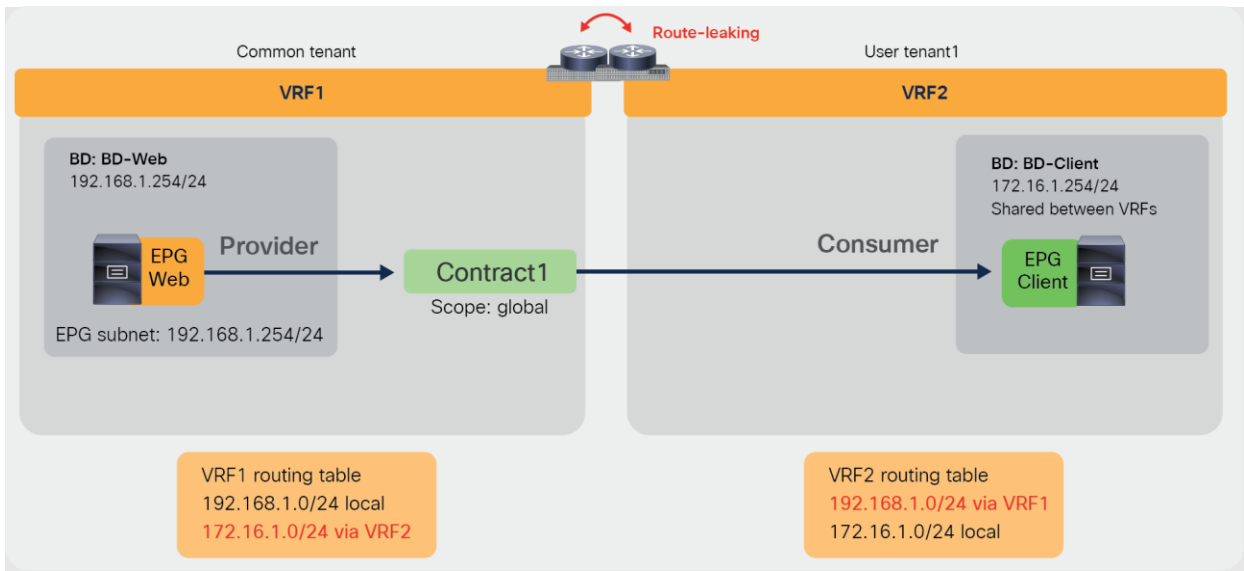 Route-leaking
Common tenant
User tenant1
VRF1
VRF2
BD: BD-Web
192.168.1.254/24
EPG
Web
Provider
EPG subnet: 192.168.1.254/24
Contract1
Scope: global
Consumer
BD: BD-Client
172.16.1.254/24
Shared between VRFs
EPG
Client
VRF1 routing table
192.168.1.0/24 local
172.16.1.0/24 via VRF2
VRF2 routing table
192.168.1.0/24 via VRF1
172.16.1.0/24 local